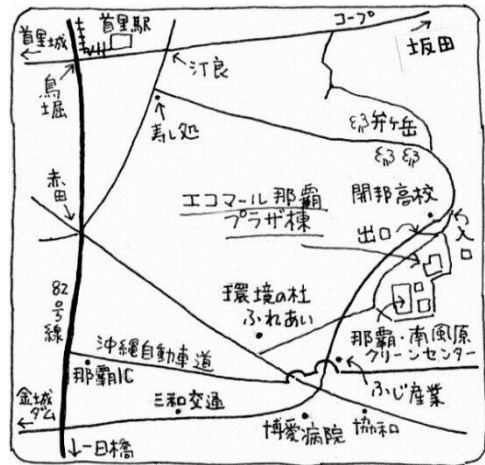 首里城
首里駅
コープ
坂田
鳥堀
汀良
寿し処
弁ヶ岳
赤田
エコマール那覇
プラザ棟
開邦高校
出口
入口
環境の杜
ふれあい
82号線
那覇・南風原
クリーンセンター
沖縄自動車道
那覇IC
ふじ産業
三和交通
金城
ダム
博愛病院
協和
一日橋